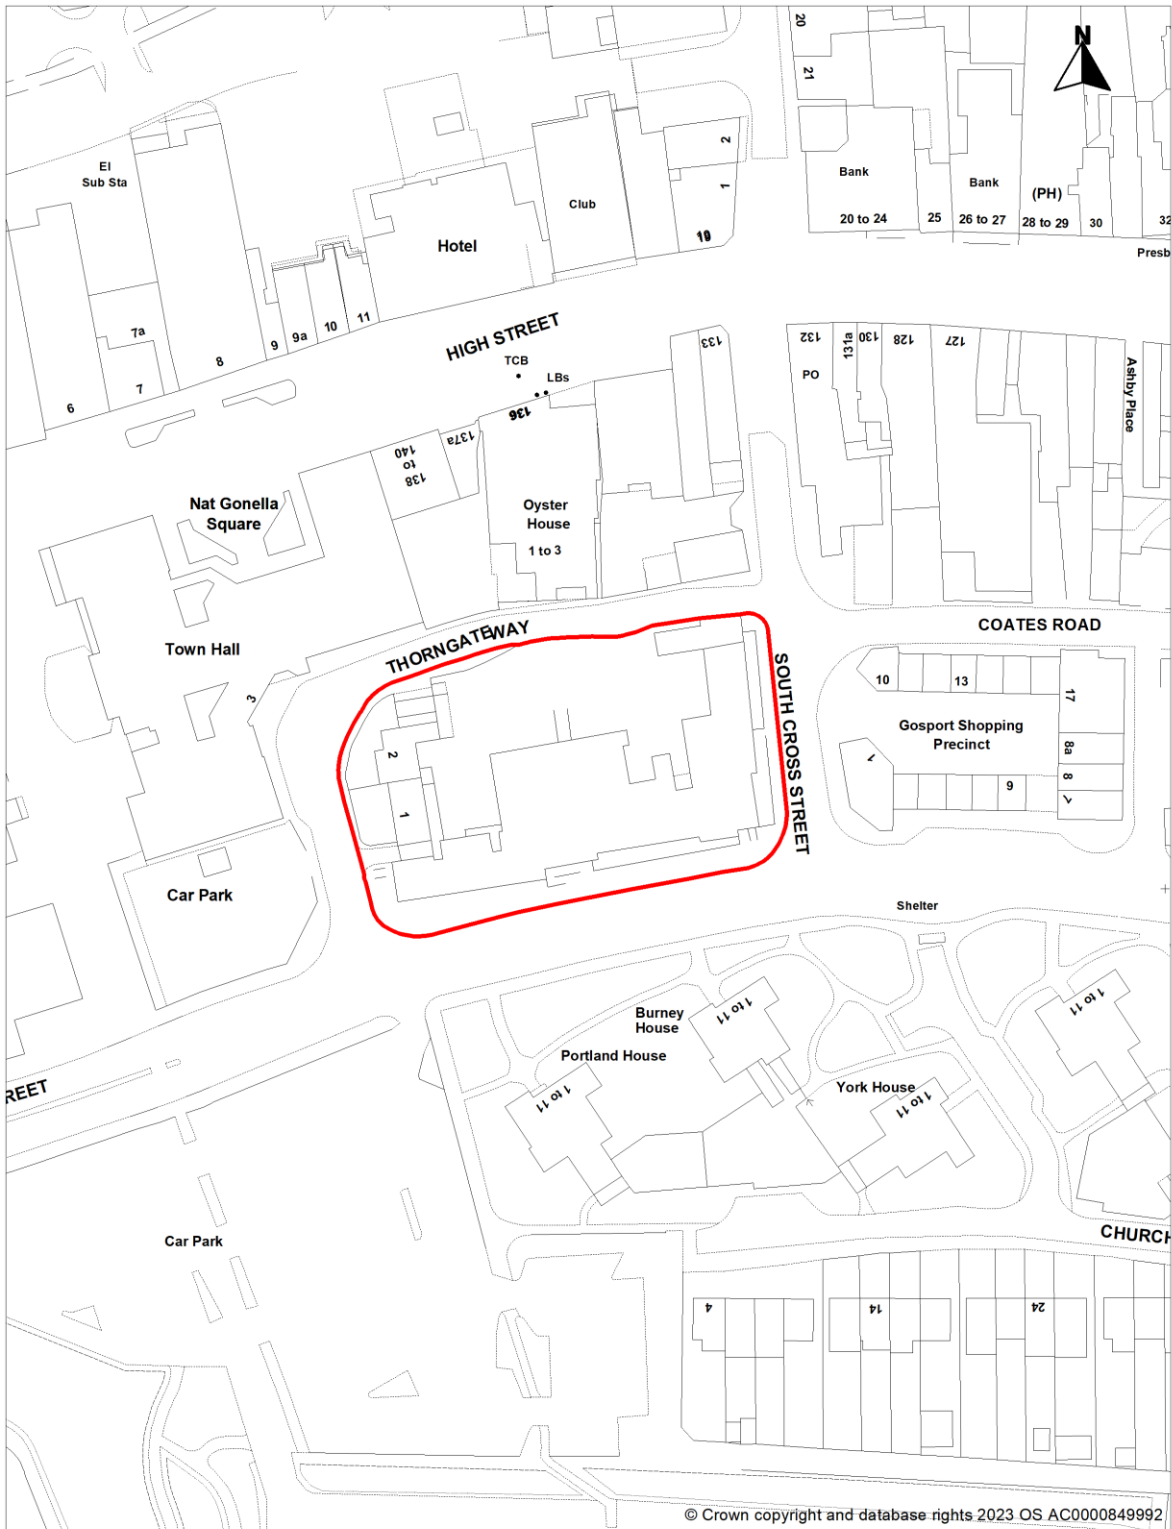 N
20
21
El
Sub Sta
Bank
Bank
(PH)
20 to 24
25
26 to 27
28 to 29
30
32
Presb
2
1
19
Club
Hotel
7a
7
6
8
9
9a
10
11
HIGH STREET
TCB
LBs
136
137a
138
to
140
133
132
131a
130
128
127
PO
Ashby Place
Nat Gonella
Square
Oyster
House
1 to 3
Town Hall
3
THORNGATE WAY
COATES ROAD
SOUTH CROSS STREET
10
13
17
Gosport Shopping
Precinct
8a
8
7
9
1
2
1
Car Park
Shelter
Burney
House
1 to 11
Portland House
1 to 11
York House
1 to 11
1 to 11
REET
Car Park
CHURCH
4
14
24
© Crown copyright and database rights 2023 OS AC0000849992